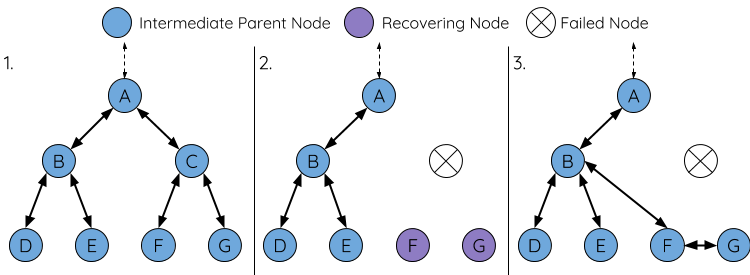 Intermediate Parent Node Recovering Node Failed Node
1. 2. 3.
A A A
B C B B
D E F G D E F G D E F G